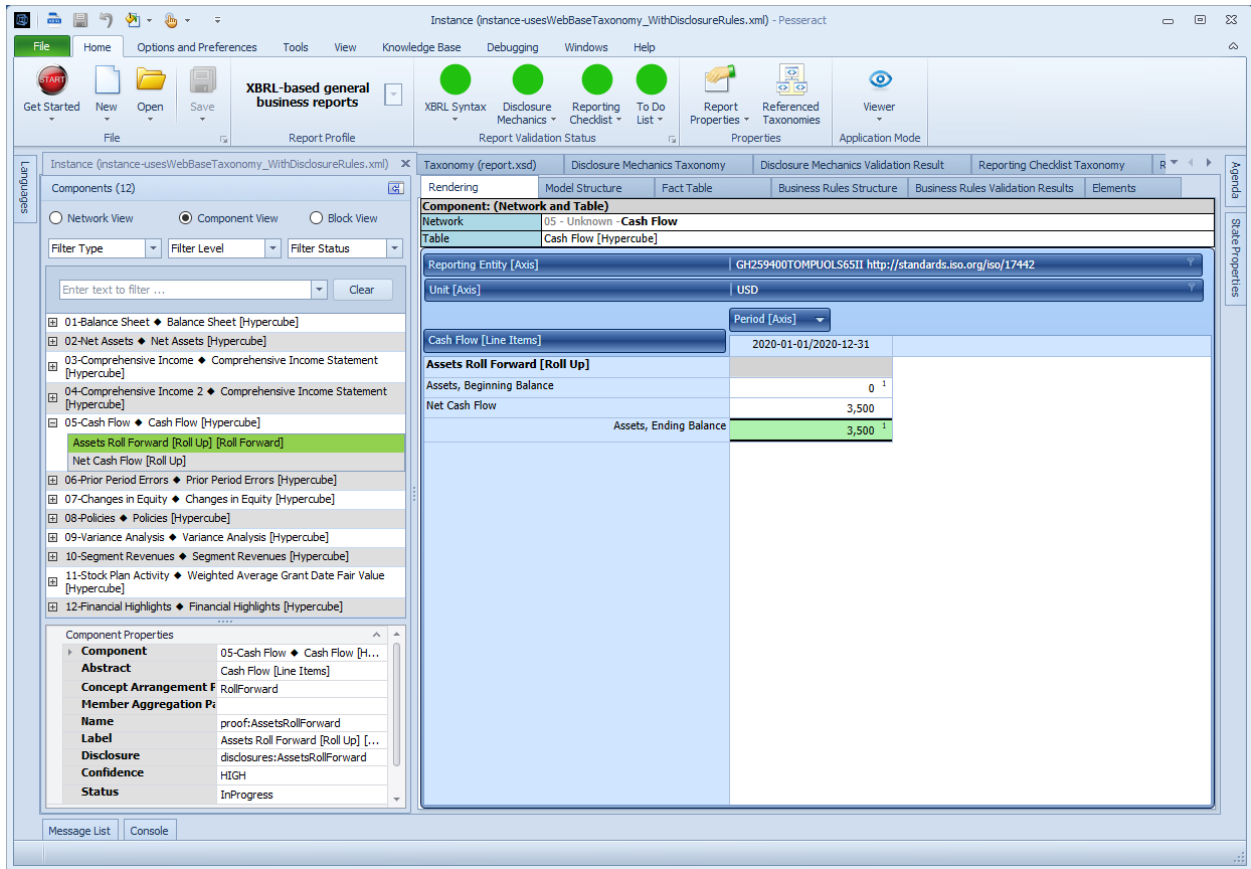 Instance (instance-usesWebBaseTaxonomy_WithDisclosureRules.xml) - Pesseract
File Home Options and Preferences Tools View Knowledge Base Debugging Windows Help
START
Get Started New Open Save
File
XBRL-based general
business reports
Report Profile
XBRL Syntax Disclosure Mechanics Reporting Checklist To Do List
Report Validation Status
Report Properties Referenced Taxonomies
Properties
Viewer
Application Mode
Languages
Instance (instance-usesWebBaseTaxonomy_WithDisclosureRules.xml)
Components (12)
Network View Component View Block View
Filter Type Filter Level Filter Status
Enter text to filter ... Clear
01-Balance Sheet ◆ Balance Sheet [Hypercube]
02-Net Assets ◆ Net Assets [Hypercube]
03-Comprehensive Income ◆ Comprehensive Income Statement
[Hypercube]
04-Comprehensive Income 2 ◆ Comprehensive Income Statement
[Hypercube]
05-Cash Flow ◆ Cash Flow [Hypercube]
Assets Roll Forward [Roll Up] [Roll Forward]
Net Cash Flow [Roll Up]
06-Prior Period Errors ◆ Prior Period Errors [Hypercube]
07-Changes in Equity ◆ Changes in Equity [Hypercube]
08-Policies ◆ Policies [Hypercube]
09-Variance Analysis ◆ Variance Analysis [Hypercube]
10-Segment Revenues ◆ Segment Revenues [Hypercube]
11-Stock Plan Activity ◆ Weighted Average Grant Date Fair Value
[Hypercube]
12-Financial Highlights ◆ Financial Highlights [Hypercube]
Component Properties
Component 05-Cash Flow ◆ Cash Flow [H...
Abstract Cash Flow [Line Items]
Concept Arrangement P RollForward
Member Aggregation Pa
Name proof:AssetsRollForward
Label Assets Roll Forward [Roll Up] [...
Disclosure disclosures:AssetsRollForward
Confidence HIGH
Status InProgress
Taxonomy (report.xsd) Disclosure Mechanics Taxonomy Disclosure Mechanics Validation Result Reporting Checklist Taxonomy R
Rendering Model Structure Fact Table Business Rules Structure Business Rules Validation Results Elements
Component: (Network and Table)
Network 05 - Unknown -Cash Flow
Table Cash Flow [Hypercube]
Reporting Entity [Axis] | GH259400TOMPUOLS65II http://standards.iso.org/iso/17442
Unit [Axis] | USD
Period [Axis]
Cash Flow [Line Items] 2020-01-01/2020-12-31
Assets Roll Forward [Roll Up]
Assets, Beginning Balance 0 1
Net Cash Flow 3,500
Assets, Ending Balance 3,500 1
Agenda
State Properties
Message List Console